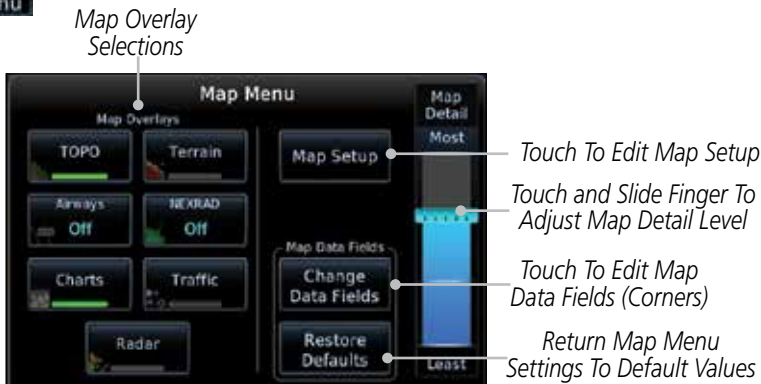 nu
Map Overlay
Selections
Map Menu
Map Overlays
TOPO
Terrain
Airways
Off
NEXRAD
Off
Charts
Traffic
Radar
Map Setup
Map Data Fields
Change
Data Fields
Restore
Defaults
Map
Detail
Most
Least
Touch To Edit Map Setup
Touch and Slide Finger To
Adjust Map Detail Level
Touch To Edit Map
Data Fields (Corners)
Return Map Menu
Settings To Default Values